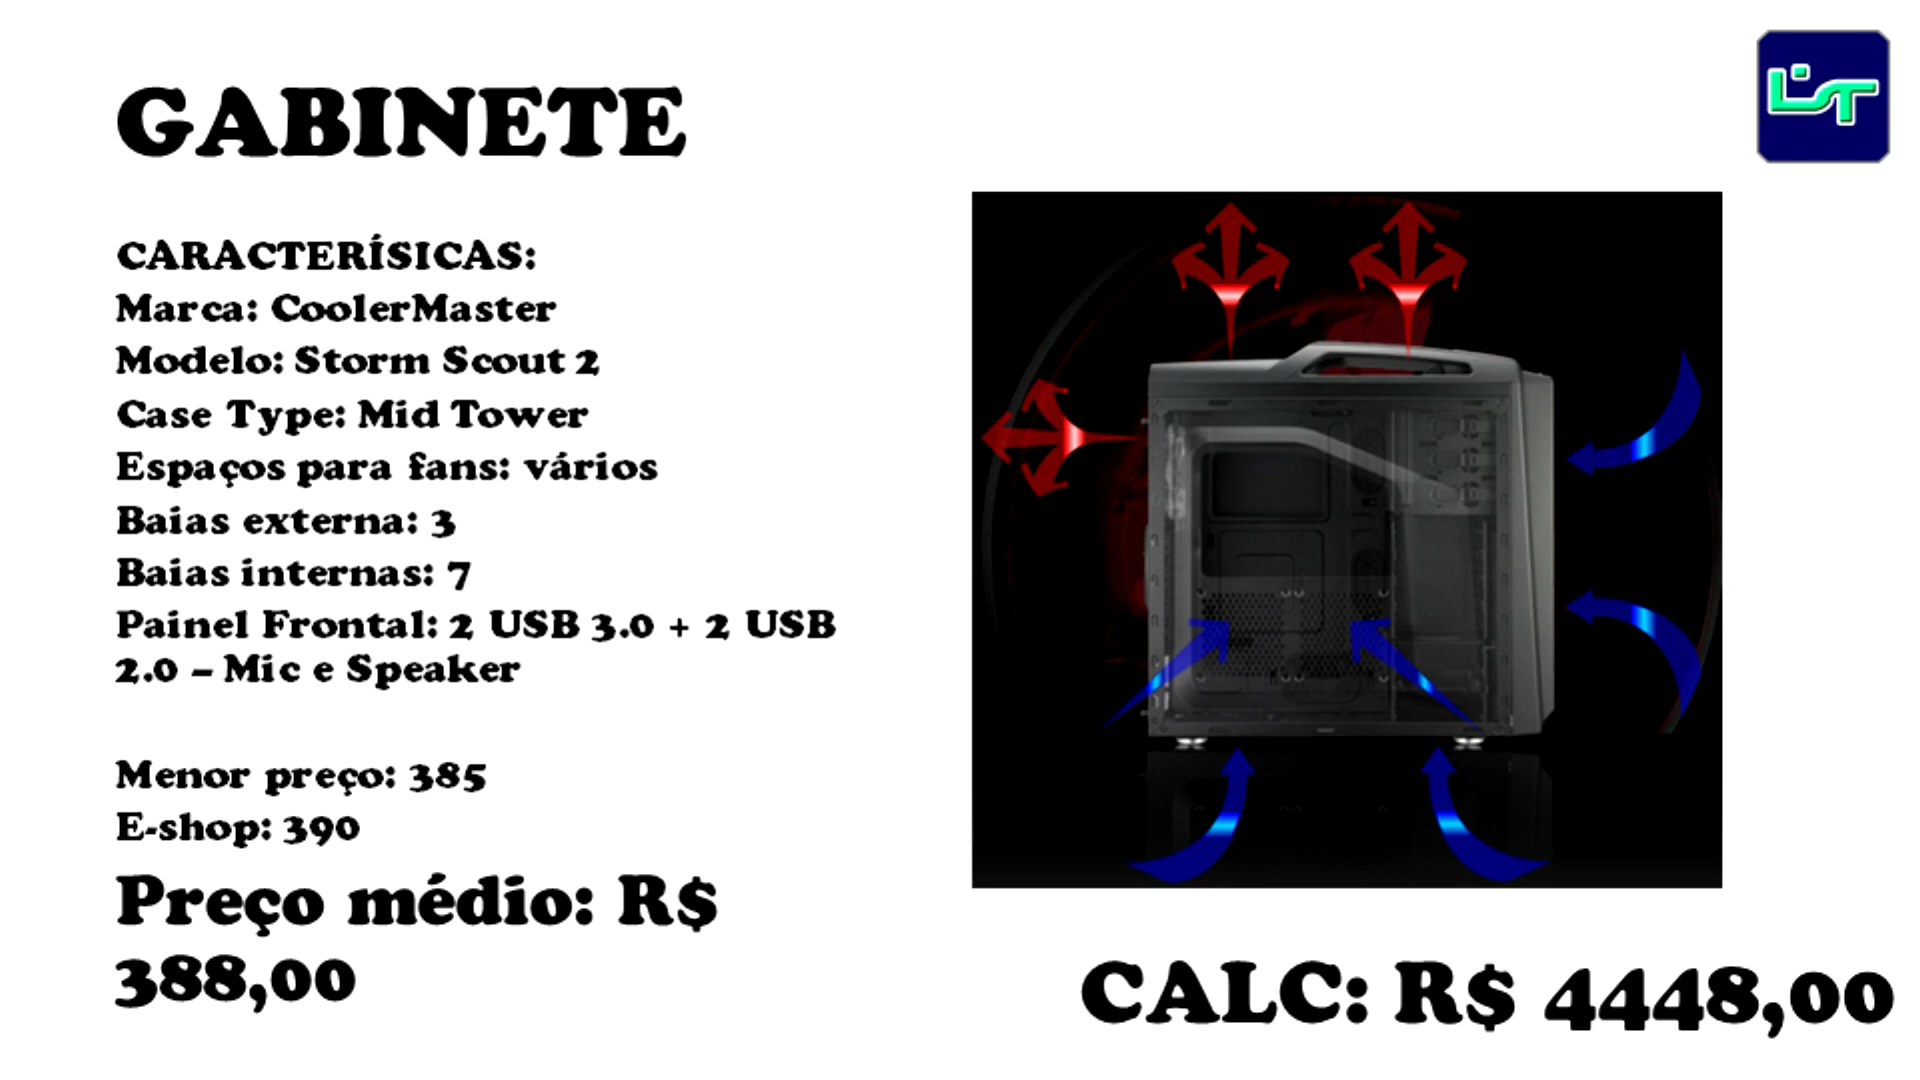 GABINETE
LiST
CARACTERÍSICAS:
Marca: CoolerMaster
Modelo: Storm Scout 2
Case Type: Mid Tower
Espaços para fans: vários
Baias externa: 3
Baias internas: 7
Painel Frontal: 2 USB 3.0 + 2 USB
2.0 – Mic e Speaker
Menor preço: 385
E-shop: 390
Preço médio: R$
388,00
CALC: R$ 4448,00